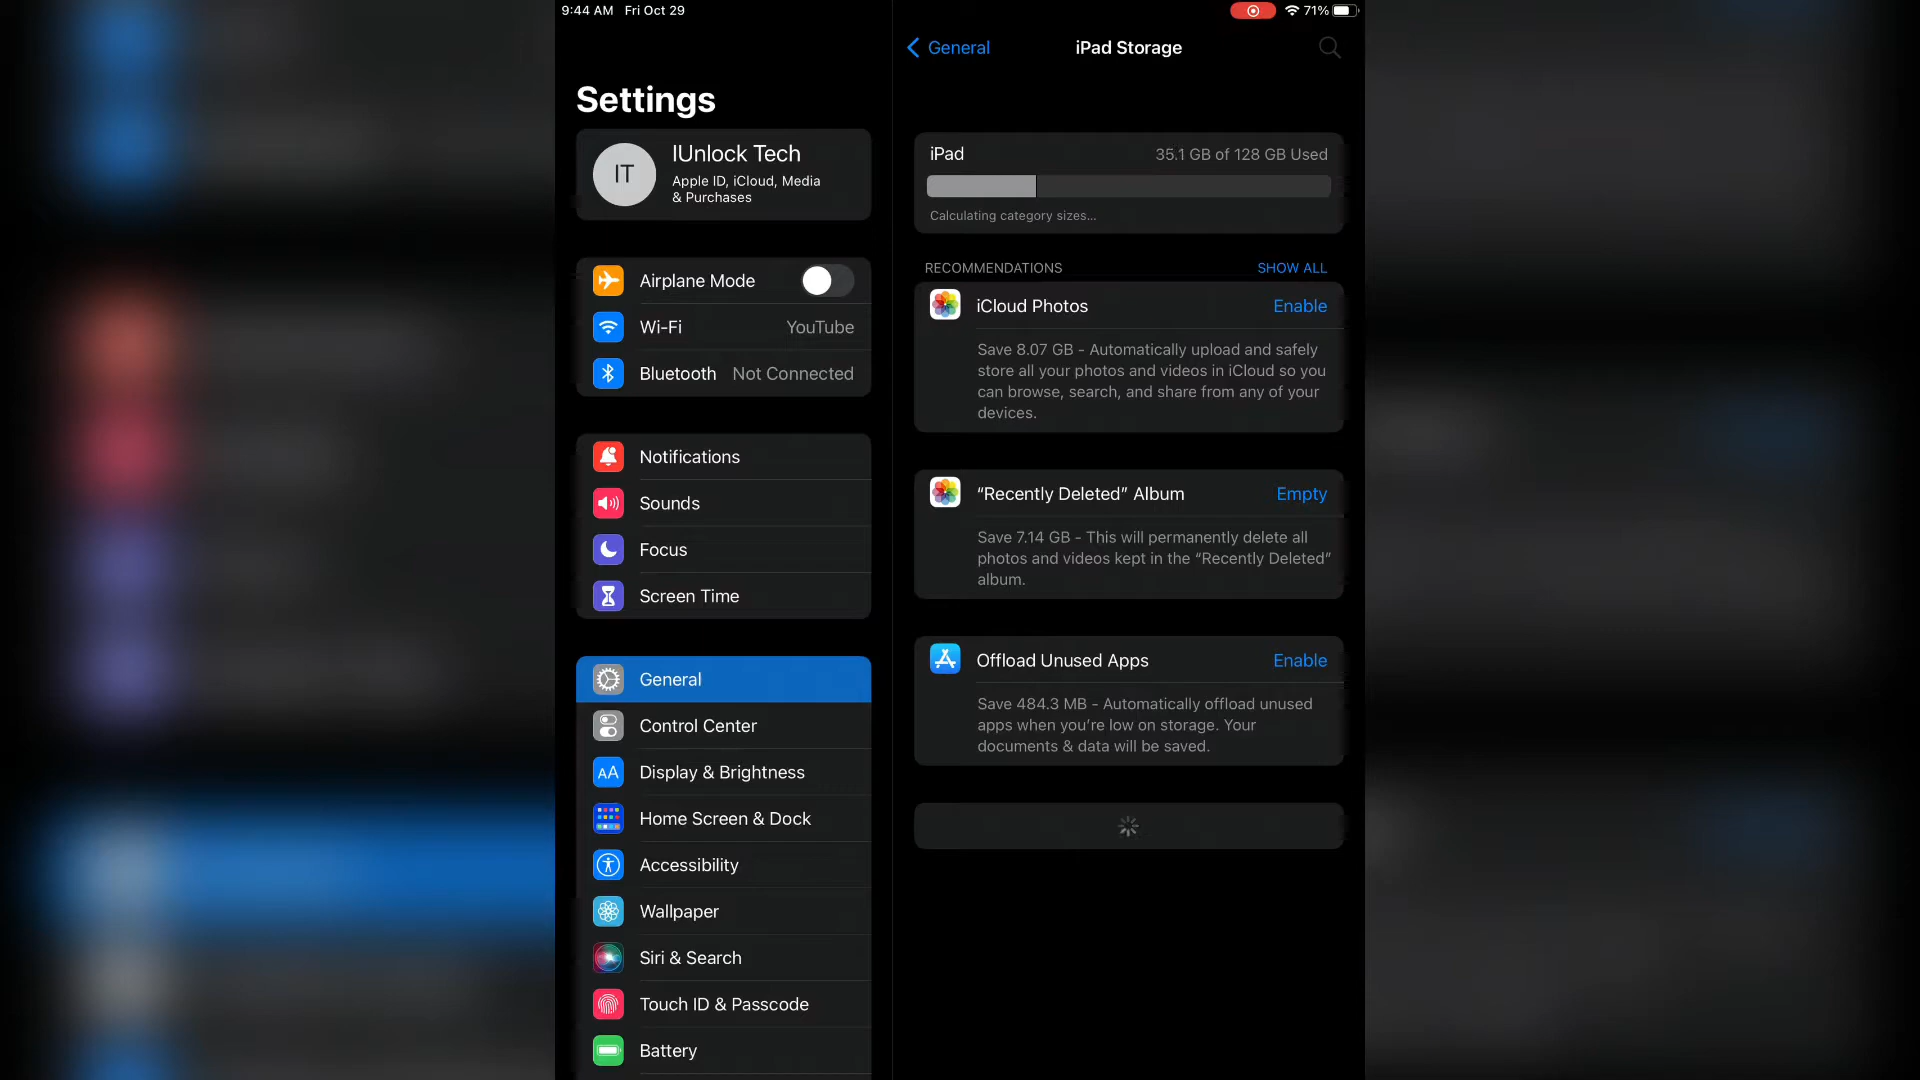 9:44 AM Fri Oct 29
71%
Settings
IT
IUnlock Tech
Apple ID, iCloud, Media
& Purchases
Airplane Mode
Wi-Fi YouTube
Bluetooth Not Connected
Notifications
Sounds
Focus
Screen Time
General
Control Center
AA Display & Brightness
Home Screen & Dock
Accessibility
Wallpaper
Siri & Search
Touch ID & Passcode
Battery
General iPad Storage
iPad 35.1 GB of 128 GB Used
Calculating category sizes...
RECOMMENDATIONS SHOW ALL
iCloud Photos Enable
Save 8.07 GB - Automatically upload and safely
store all your photos and videos in iCloud so you
can browse, search, and share from any of your
devices.
“Recently Deleted” Album Empty
Save 7.14 GB - This will permanently delete all
photos and videos kept in the “Recently Deleted”
album.
Offload Unused Apps Enable
Save 484.3 MB - Automatically offload unused
apps when you’re low on storage. Your
documents & data will be saved.